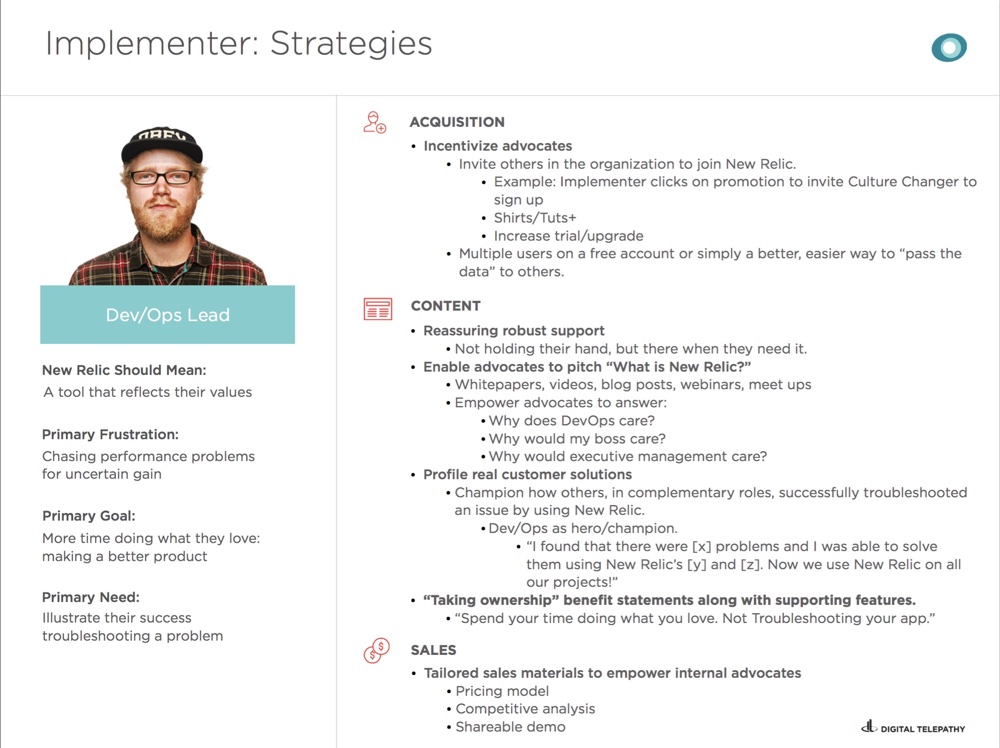 Implementer: Strategies
OBEY
Dev/Ops Lead
New Relic Should Mean:
A tool that reflects their values
Primary Frustration:
Chasing performance problems
for uncertain gain
Primary Goal:
More time doing what they love:
making a better product
Primary Need:
Illustrate their success
troubleshooting a problem
ACQUISITION
• Incentivize advocates
• Invite others in the organization to join New Relic.
• Example: Implementer clicks on promotion to invite Culture Changer to
sign up
• Shirts/Tuts+
• Increase trial/upgrade
• Multiple users on a free account or simply a better, easier way to “pass the
data” to others.
CONTENT
• Reassuring robust support
• Not holding their hand, but there when they need it.
• Enable advocates to pitch “What is New Relic?”
• Whitepapers, videos, blog posts, webinars, meet ups
• Empower advocates to answer:
• Why does DevOps care?
• Why would my boss care?
• Why would executive management care?
• Profile real customer solutions
• Champion how others, in complementary roles, successfully troubleshooted
an issue by using New Relic.
• Dev/Ops as hero/champion.
• “I found that there were [x] problems and I was able to solve
them using New Relic’s [y] and [z]. Now we use New Relic on all
our projects!”
• “Taking ownership” benefit statements along with supporting features.
• “Spend your time doing what you love. Not Troubleshooting your app.”
SALES
• Tailored sales materials to empower internal advocates
• Pricing model
• Competitive analysis
• Shareable demo
DIGITAL TELEPATHY